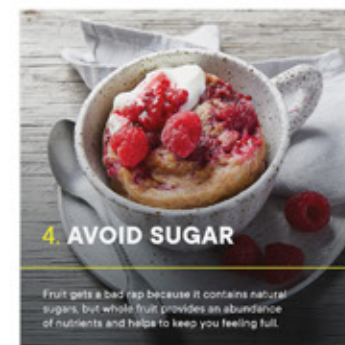 4. AVOID SUGAR
Fruit gets a bad rap because it contains natural
sugars, but whole fruit provides an abundance
of nutrients and helps to keep you feeling full.